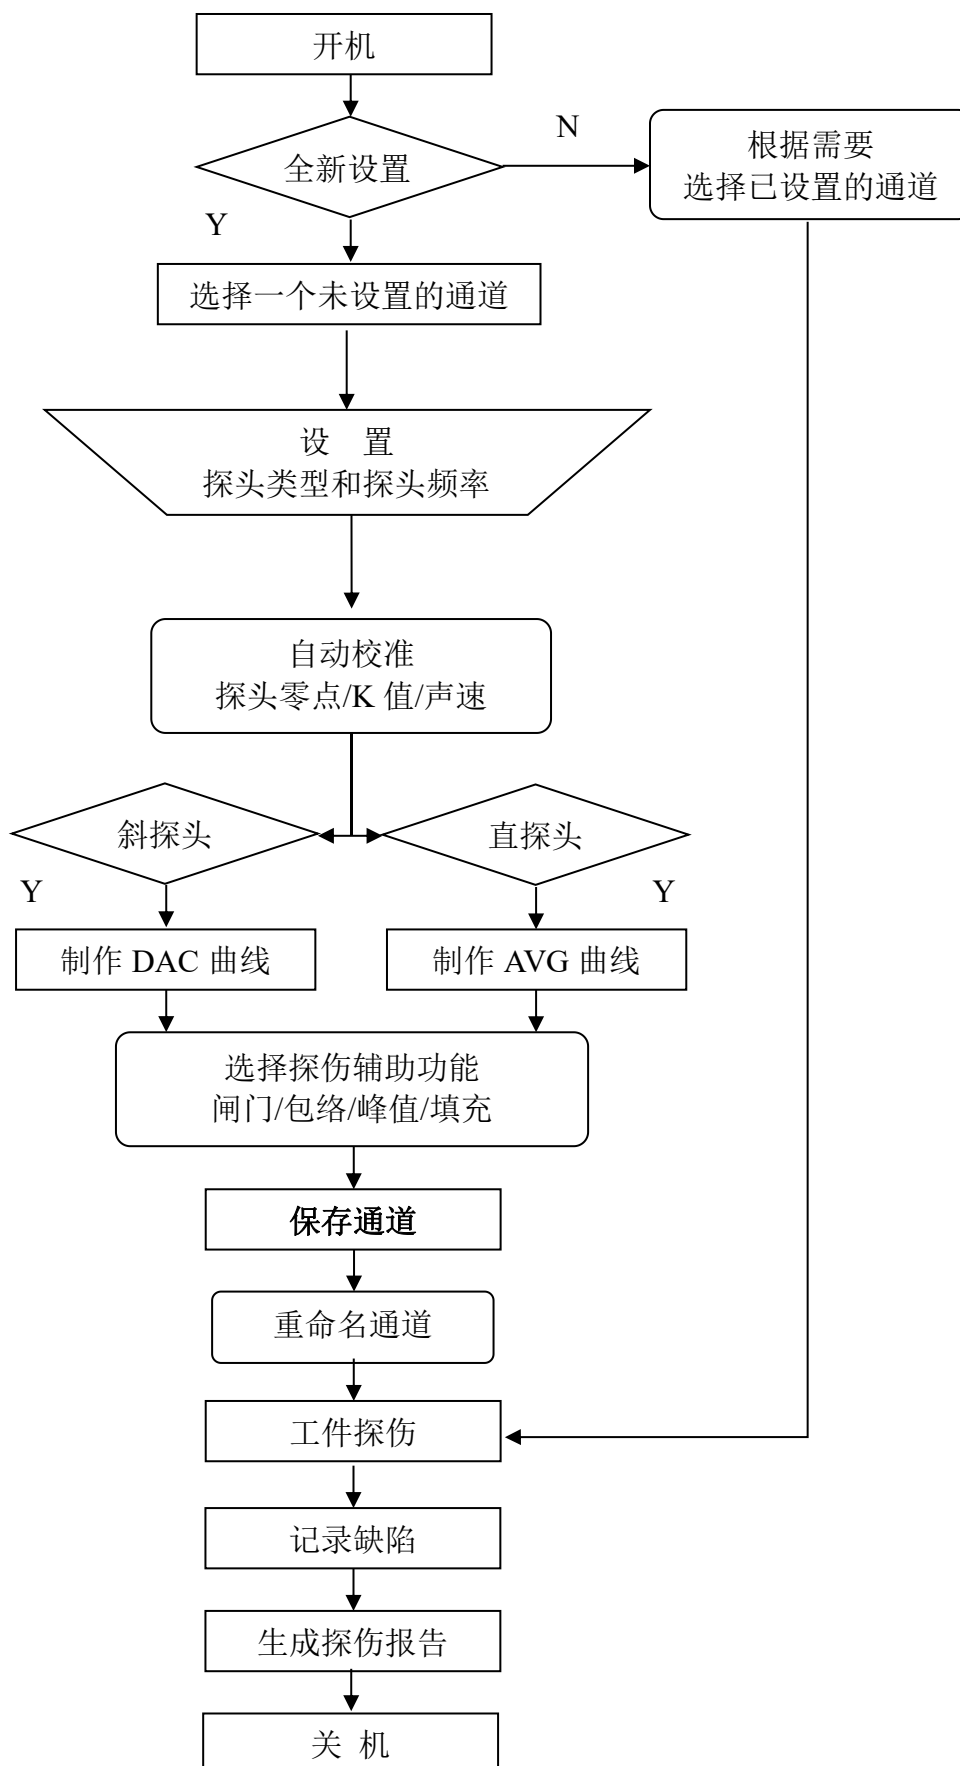 开机
全新设置
N
根据需要
选择已设置的通道
Y
选择一个未设置的通道
设 置
探头类型和探头频率
自动校准
探头零点/K 值/声速
斜探头
直探头
Y
Y
制作 DAC 曲线
制作 AVG 曲线
选择探伤辅助功能
闸门/包络/峰值/填充
保存通道
重命名通道
工件探伤
记录缺陷
生成探伤报告
关 机